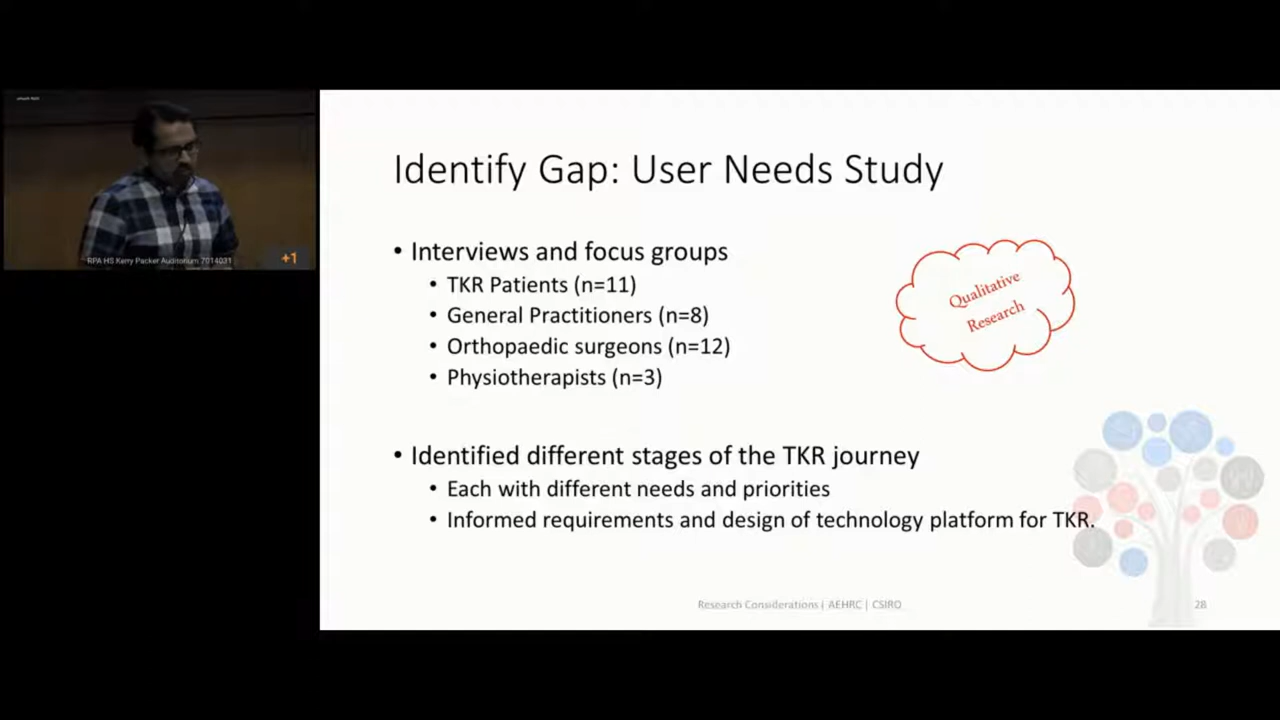 RPA HS Kerry Packer Auditorium 7014031
+1
Identify Gap: User Needs Study
• Interviews and focus groups
• TKR Patients (n=11)
• General Practitioners (n=8)
• Orthopaedic surgeons (n=12)
• Physiotherapists (n=3)
Qualitative
Research
• Identified different stages of the TKR journey
• Each with different needs and priorities
• Informed requirements and design of technology platform for TKR.
Research Considerations | AEHRC | CSIRO
28